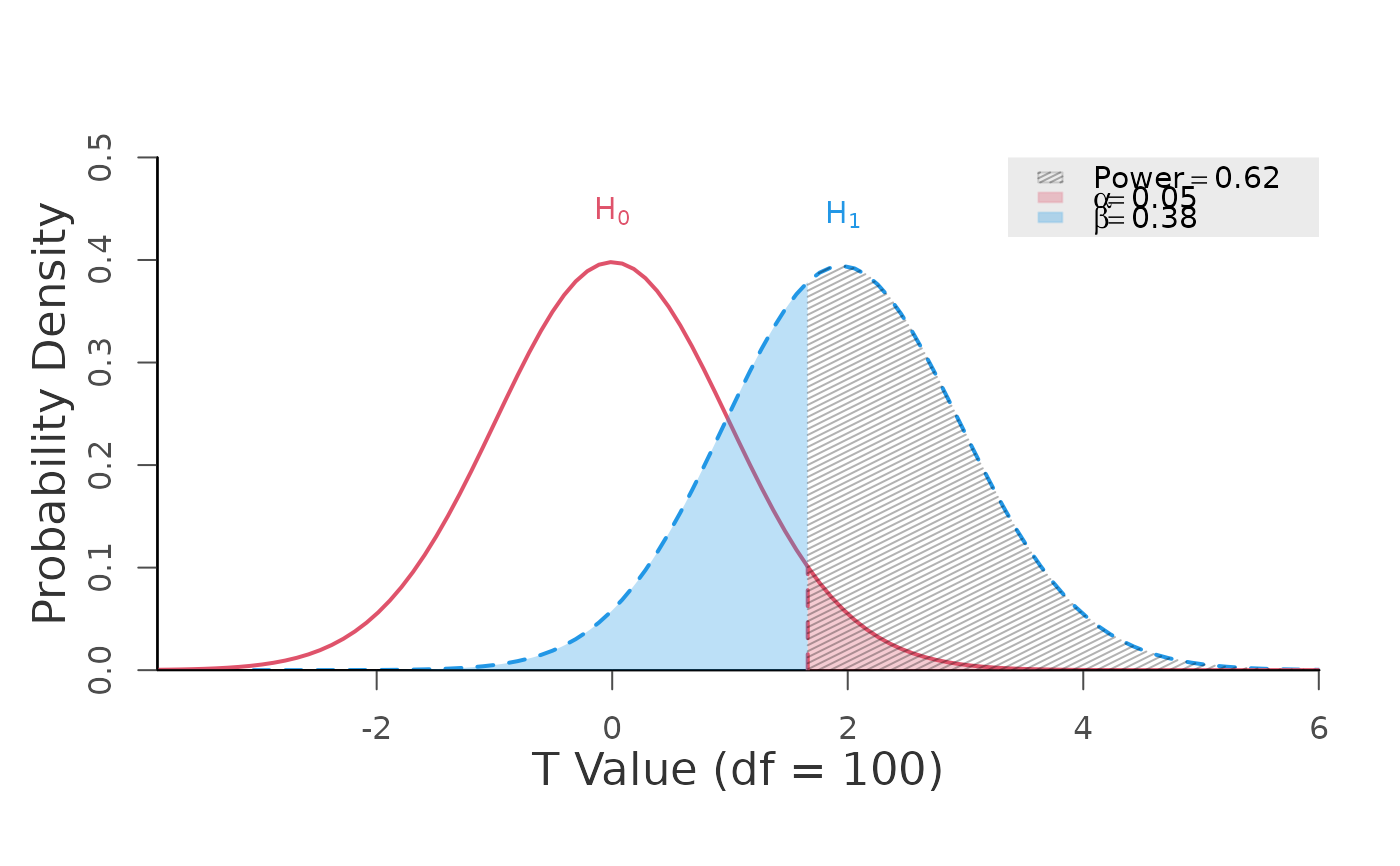 0.5
0.4
0.3
0.2
0.1
0.0
Probability Density
H₀
H₁
Power = 0.62
α = 0.05
β = 0.38
-2 0 2 4 6
T Value (df = 100)